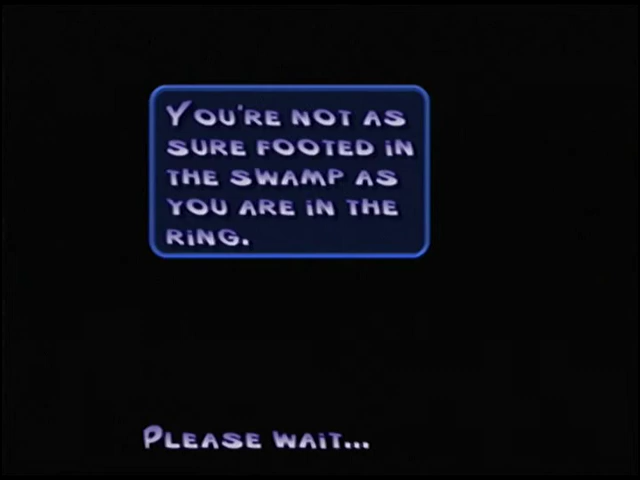 You're not as
sure footed in
the swamp as
you are in the
ring.
Please wait...